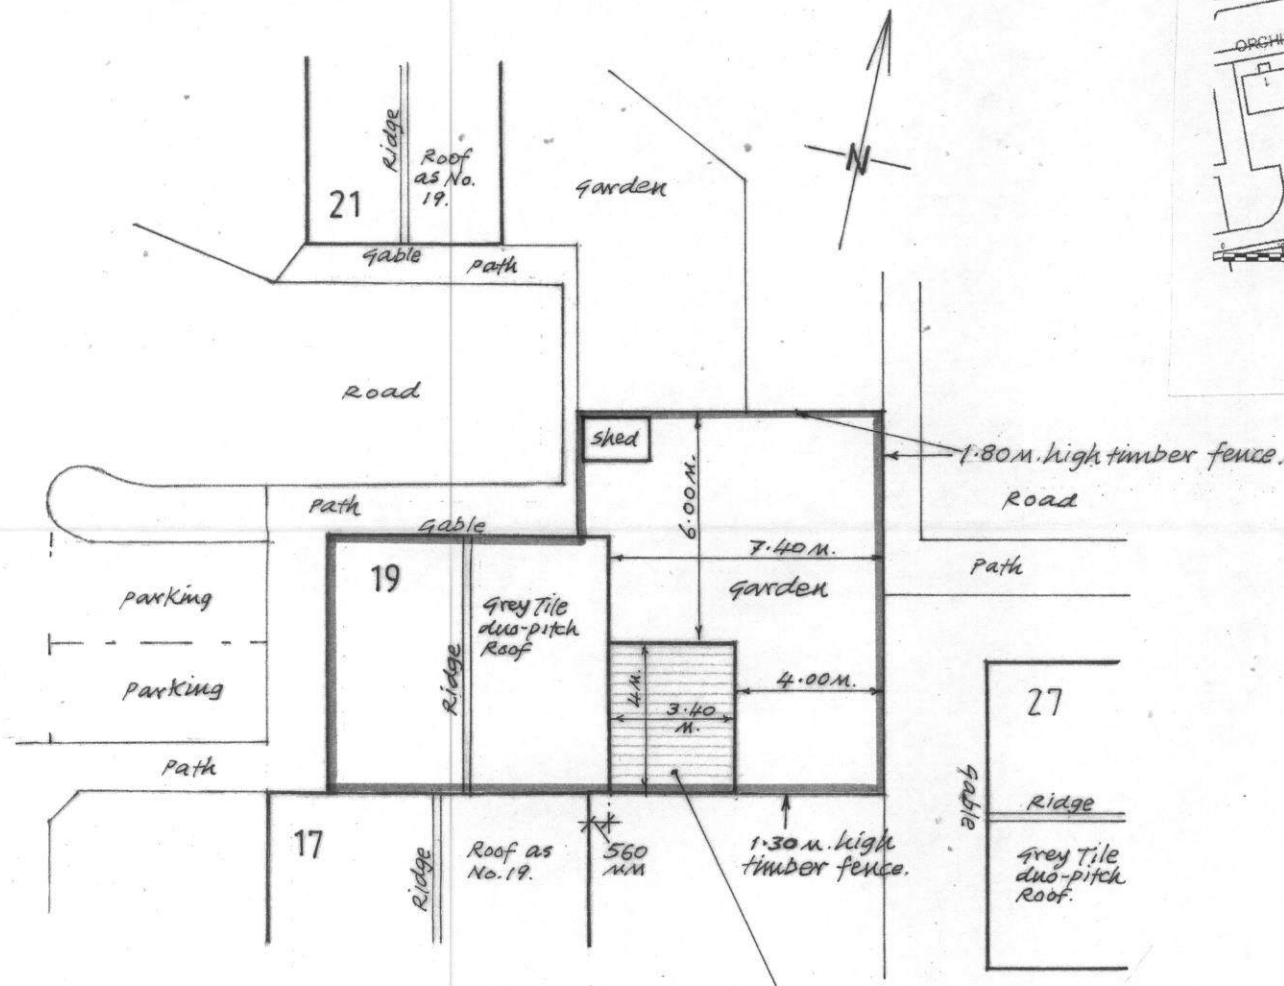 ORCHI
Ridge
Roof
as No.
19.
21
Gable
Path
Garden
N
Road
Shed
1.80M. high timber fence.
Road
Path
Gable
6.00M.
7.40M.
Garden
Path
Parking
Parking
Path
19
Grey Tile
duo-pitch
Roof
Ridge
4M.
3.40
M.
4.00M.
27
Gable
Ridge
Grey Tile
duo-pitch
Roof.
17
Ridge
Roof as
No.19.
560
MM
1.30M. high
timber fence.